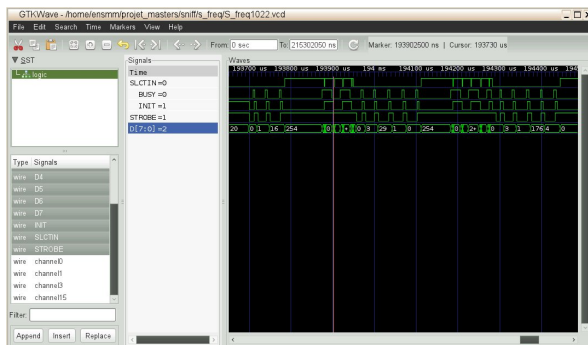 GTKWave - /home/ensmm/projet_masters/sniff/s_freq/S_freq1022.vcd
File Edit Search Time Markers View Help
From: 0 sec To: 215302050 ns Marker: 193902500 ns | Cursor: 193730 us
SST
logic
Type Signals
wire D4
wire D5
wire D6
wire D7
wire INIT
wire SLCTIN
wire STROBE
wire channel0
wire channel1
wire channel3
wire channel15
Filter:
Append Insert Replace
Signals
Time
SLCTIN =0
BUSY =0
INIT =1
STROBE =1
D[7:0] =2
Waves
193700 us 193800 us 193900 us 194 ms 194100 us 194200 us 194300 us 194400 us
20 0 1 16 254 0 0 3 29 1 0 254 0 2+ 0 3 1 176 4 0